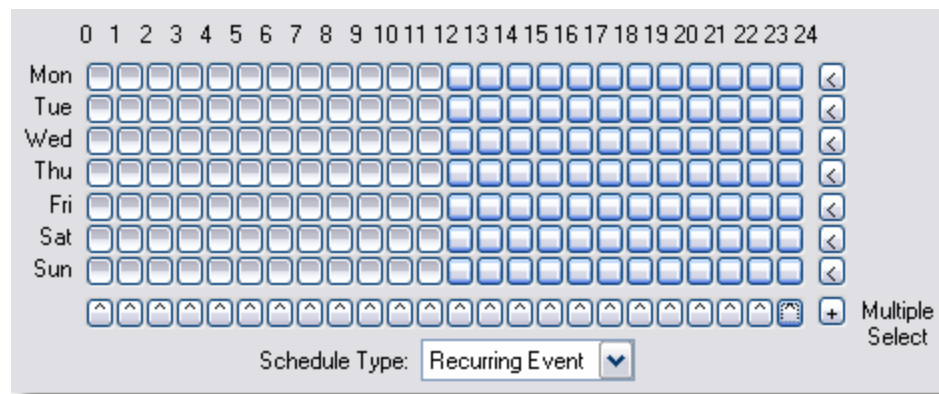 0 1 2 3 4 5 6 7 8 9 10 11 12 13 14 15 16 17 18 19 20 21 22 23 24
Mon <
Tue <
Wed <
Thu <
Fri <
Sat <
Sun <
^ ^ ^ ^ ^ ^ ^ ^ ^ ^ ^ ^ ^ ^ ^ ^ ^ ^ ^ ^ ^ ^ ^ ^ + Multiple
Select
Schedule Type: Recurring Event